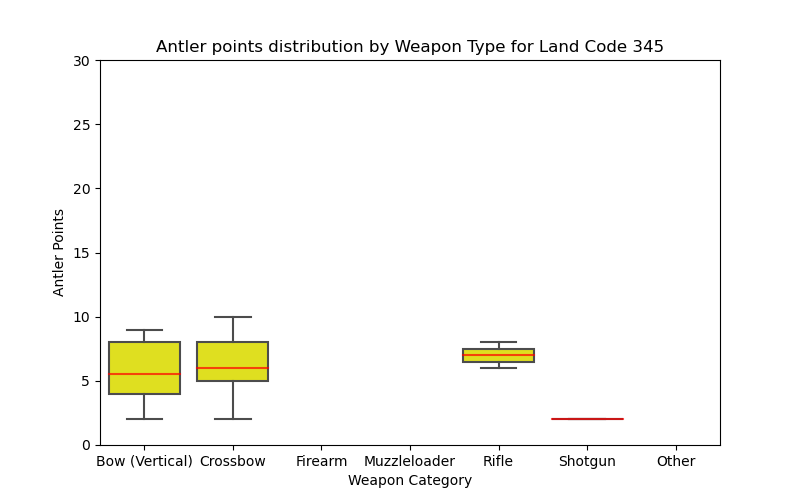 Antler points distribution by Weapon Type for Land Code 345
30
25
20
15
10
5
0
Antler Points
Bow (Vertical) Crossbow Firearm Muzzleloader Rifle Shotgun Other
Weapon Category